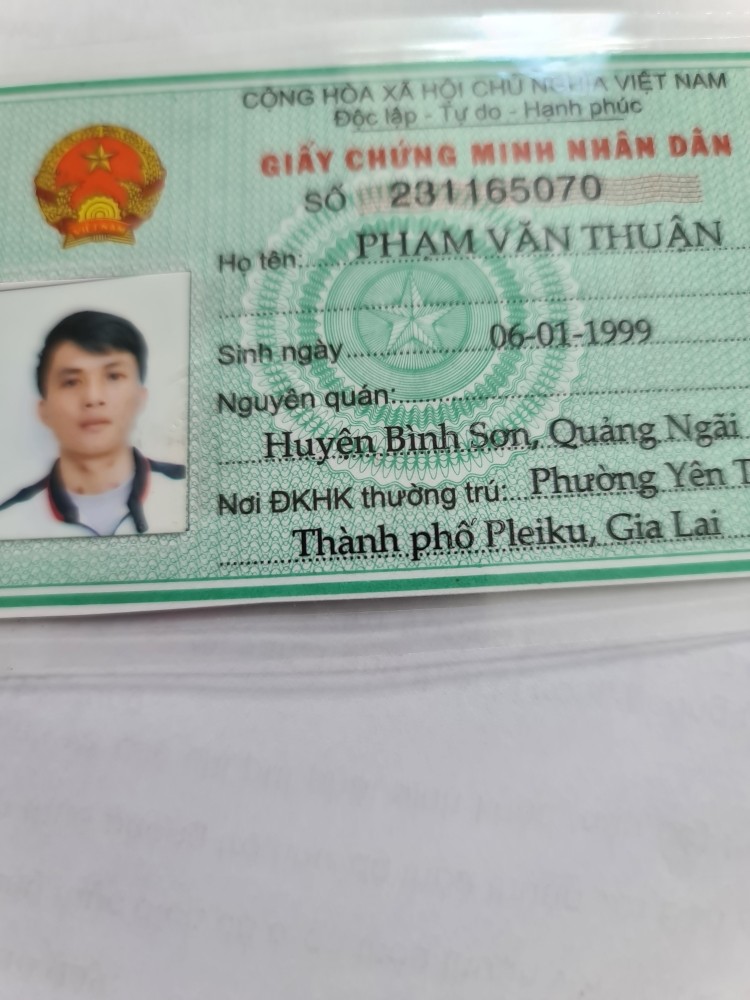 CỘNG HÒA XÃ HỘI CHỦ NGHĨA VIỆT NAM
Độc lập - Tự do - Hạnh phúc
GIẤY CHỨNG MINH NHÂN DÂN
SỐ 231165070
Họ tên: PHẠM VĂN THUẬN
Sinh ngày 06-01-1999
Nguyên quán:
Huyện Bình Sơn, Quảng Ngãi
Nơi ĐKHK thường trú: Phường Yên
Thành phố Pleiku, Gia Lai
VIỆT NAM